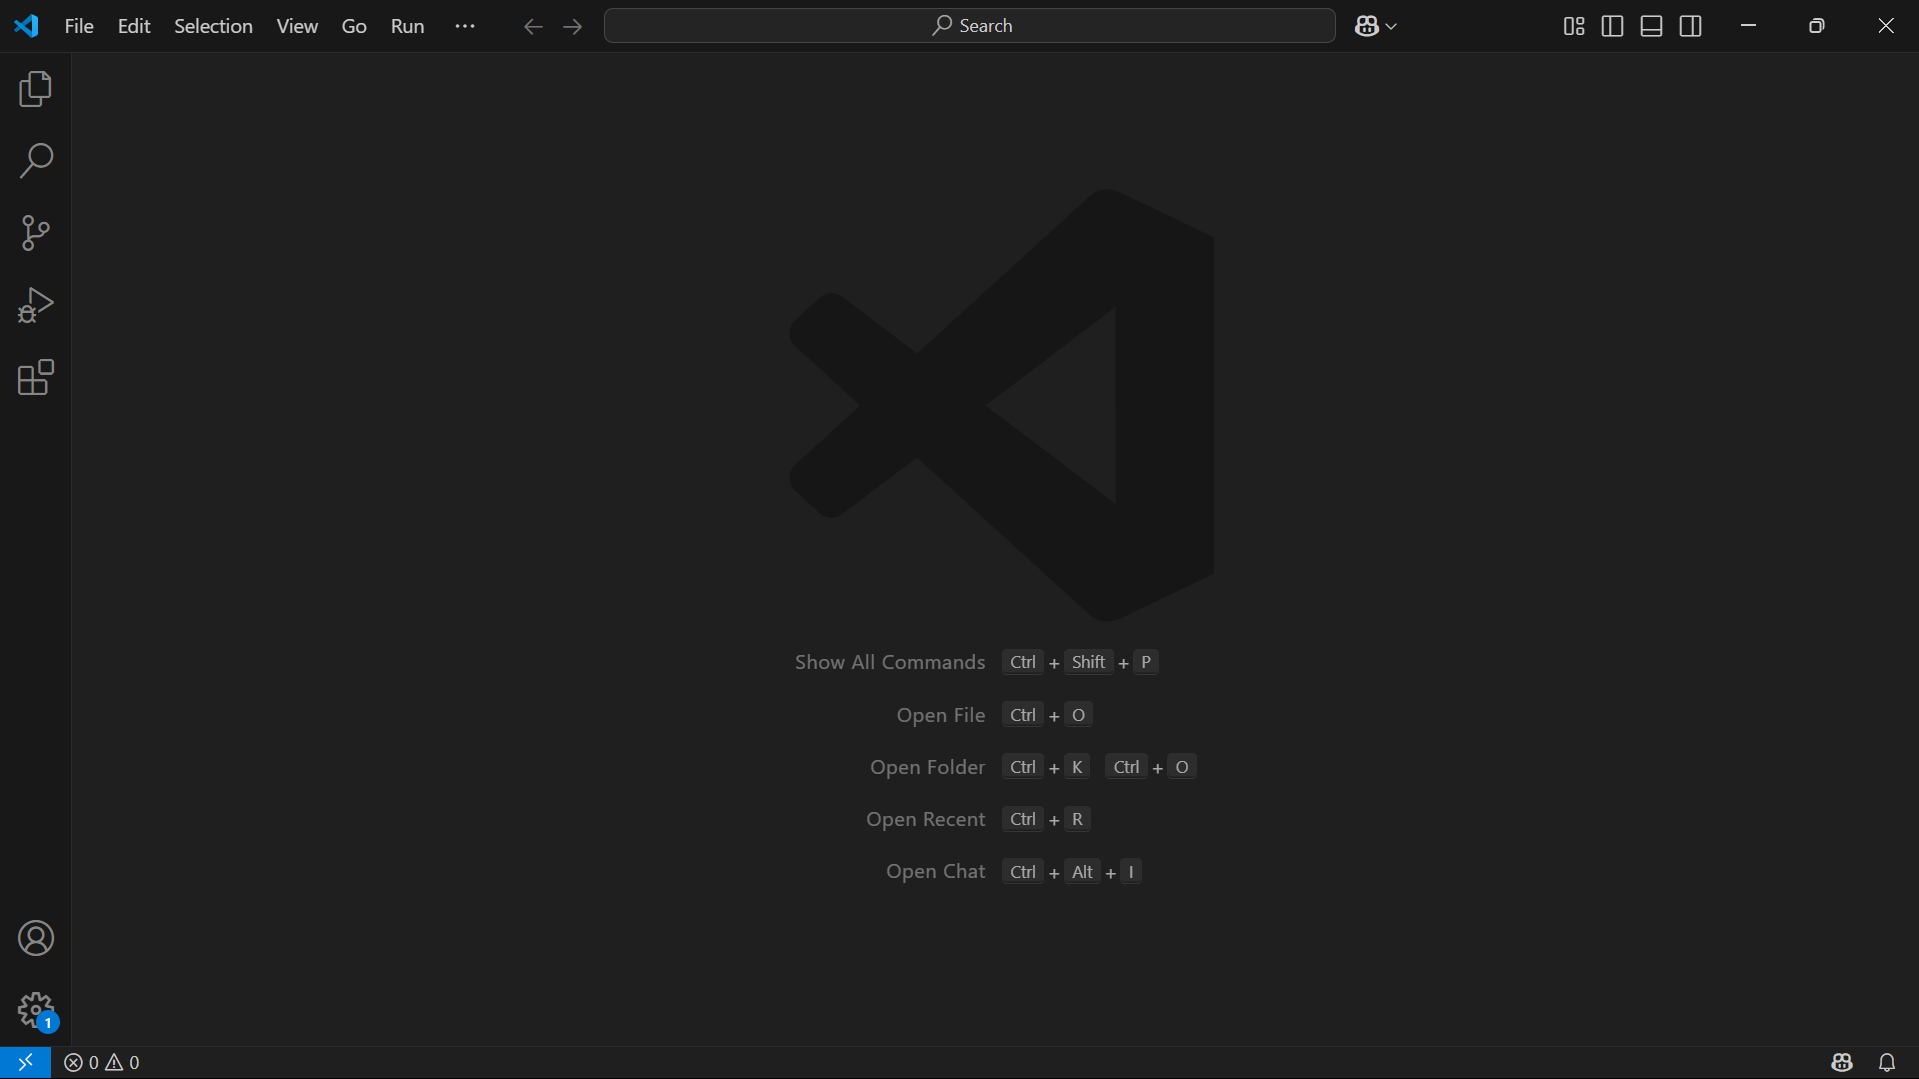 File Edit Selection View Go Run ··· Search
Show All Commands Ctrl + Shift + P
Open File Ctrl + O
Open Folder Ctrl + K Ctrl + O
Open Recent Ctrl + R
Open Chat Ctrl + Alt + I
1
0 0